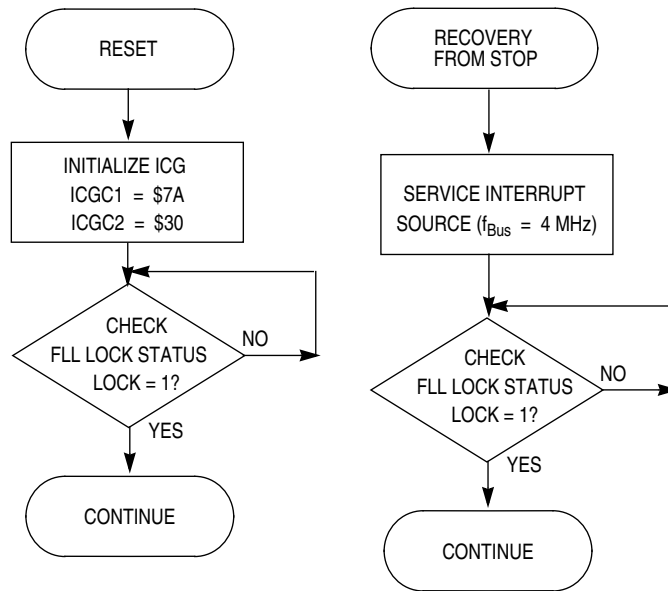 RESET
INITIALIZE ICG
ICGC1 = $7A
ICGC2 = $30
CHECK
FLL LOCK STATUS
LOCK = 1?
NO
YES
CONTINUE
RECOVERY
FROM STOP
SERVICE INTERRUPT
SOURCE (fBus = 4 MHz)
CHECK
FLL LOCK STATUS
LOCK = 1?
NO
YES
CONTINUE